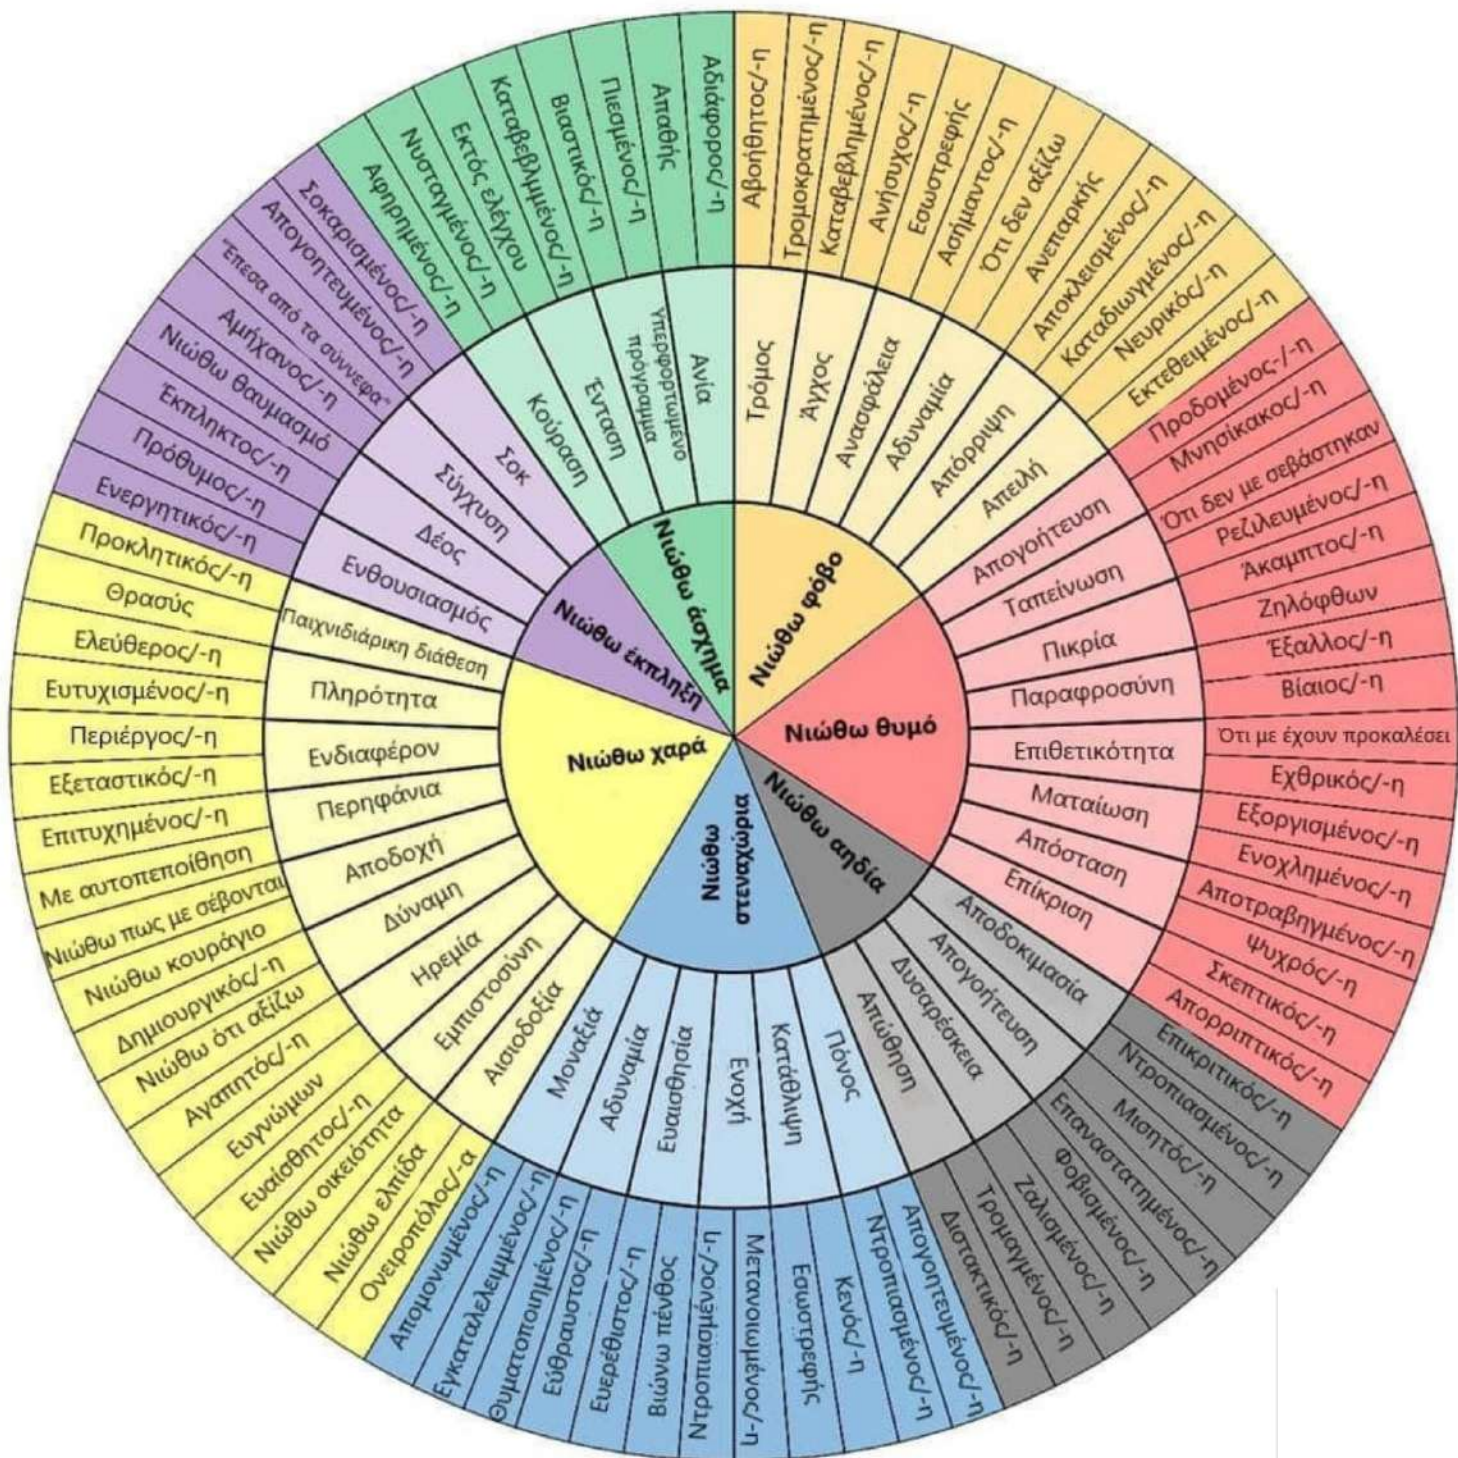 Νιώθω φόβο
Νιώθω θυμό
Νιώθω αηδία
Νιώθω
στεναχώρια
Νιώθω χαρά
Νιώθω έκπληξη
Νιώθω άσχημα
Τρόμος
Άγχος
Ανασφάλεια
Αδυναμία
Απόρριψη
Απειλή
Απογοήτευση
Ταπείνωση
Πικρία
Παραφροσύνη
Επιθετικότητα
Ματαίωση
Απόσταση
Επίκριση
Αποδοκιμασία
Απογοήτευση
Δυσαρέσκεια
Απώθηση
Πόνος
Κατάθλιψη
Ενοχή
Ευαισθησία
Αδυναμία
Μοναξιά
Αισιοδοξία
Εμπιστοσύνη
Ηρεμία
Δύναμη
Αποδοχή
Περηφάνια
Ενδιαφέρον
Πληρότητα
Παιχνιδιάρικη διάθεση
Ενθουσιασμός
Δέος
Σύγχυση
Σοκ
Κούραση
Ένταση
Υπερφορτωμένο
πρόγραμμα
Ανία
Αβοήθητος/-η
Τρομοκρατημένος/-η
Καταβεβλημένος/-η
Ανήσυχος/-η
Εσωστρεφής
Ασήμαντος/-η
Ότι δεν αξίζω
Ανεπαρκής
Αποκλεισμένος/-η
Καταδιωγμένος/-η
Νευρικός/-η
Εκτεθειμένος/-η
Προδομένος-/-η
Μνησίκακος/-η
Ότι δεν με σεβάστηκαν
Ρεζιλευμένος/-η
Άκαμπτος/-η
Ζηλόφθων
Έξαλλος/-η
Βίαιος/-η
Ότι με έχουν προκαλέσει
Εχθρικός/-η
Εξοργισμένος/-η
Ενοχλημένος/-η
Αποτραβηγμένος/-η
Ψυχρός/-η
Σκεπτικός/-η
Απορριπτικός/-η
Επικριτικός/-η
Ντροπιασμένος/-η
Μισητός/-η
Επαναστατημένος/-η
Φοβισμένος/-η
Ζαλισμένος/-η
Τρομαγμένος/-η
Διστακτικός/-η
Απογοητευμένος/-η
Ντροπιασμένος/-η
Κενός/-η
Εσωστρεφής
Μετανοιωμένος/-η
Ντροπιασμένος/-η
Βιώνω πένθος
Ευερέθιστος/-η
Εύθραυστος/-η
Θυματοποιημένος/-η
Εγκαταλελειμμένος/-η
Απομονωμένος/-η
Ονειροπόλος/-α
Νιώθω ελπίδα
Νιώθω οικειότητα
Ευαίσθητος/-η
Ευγνώμων
Αγαπητός/-η
Νιώθω ότι αξίζω
Δημιουργικός/-η
Νιώθω κουράγιο
Νιώθω πως με σέβονται
Με αυτοπεποίθηση
Επιτυχημένος/-η
Εξεταστικός/-η
Περιέργος/-η
Ευτυχισμένος/-η
Ελεύθερος/-η
Θρασύς
Προκλητικός/-η
Ενεργητικός/-η
Πρόθυμος/-η
Έκπληκτος/-η
Νιώθω θαυμασμό
Αμήχανος/-η
"Έπεσα από τα σύννεφα"
Απογοητευμένος/-η
Σοκαρισμένος/-η
Αφηρημένος/-η
Νυσταγμένος/-η
Εκτός ελέγχου
Καταβεβλιμμένος/-η
Βιαστικός/-η
Πιεσμένος/-η
Απαθής
Αδιάφορος/-η